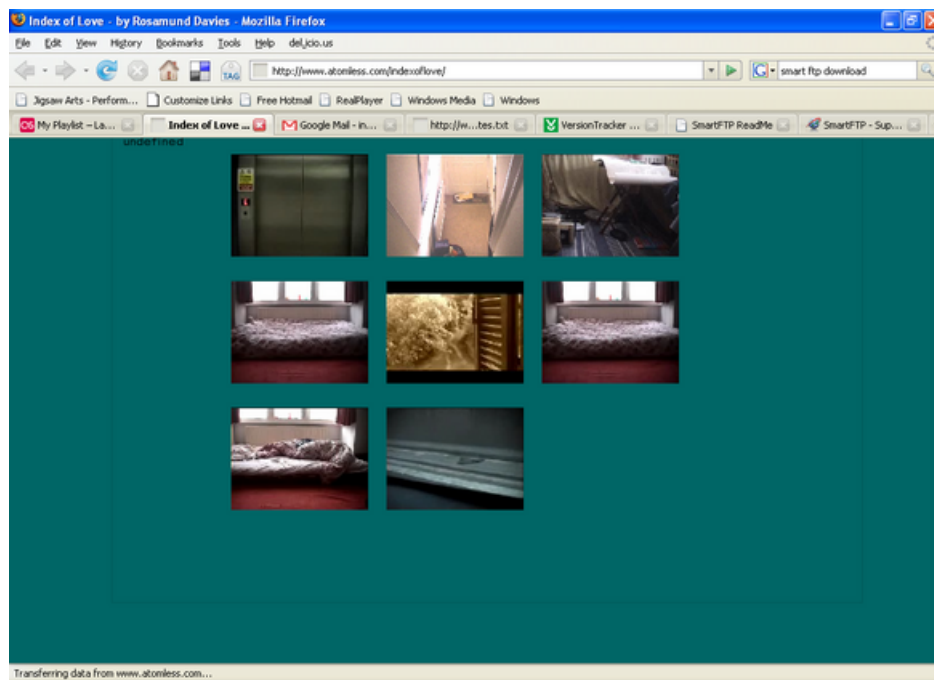 Index of Love - by Rosamund Davies - Mozilla Firefox
File Edit View History Bookmarks Tools Help del.icio.us
TAG http://www.atomless.com/indexoflove/ G smart ftp download
Jigsaw Arts - Perform... Customize Links Free Hotmail RealPlayer Windows Media Windows
My Playlist – La... Index of Love ... Google Mail - in... http://w...tes.txt VersionTracker ... SmartFTP ReadMe SmartFTP - Sup...
undefined
Transferring data from www.atomless.com...